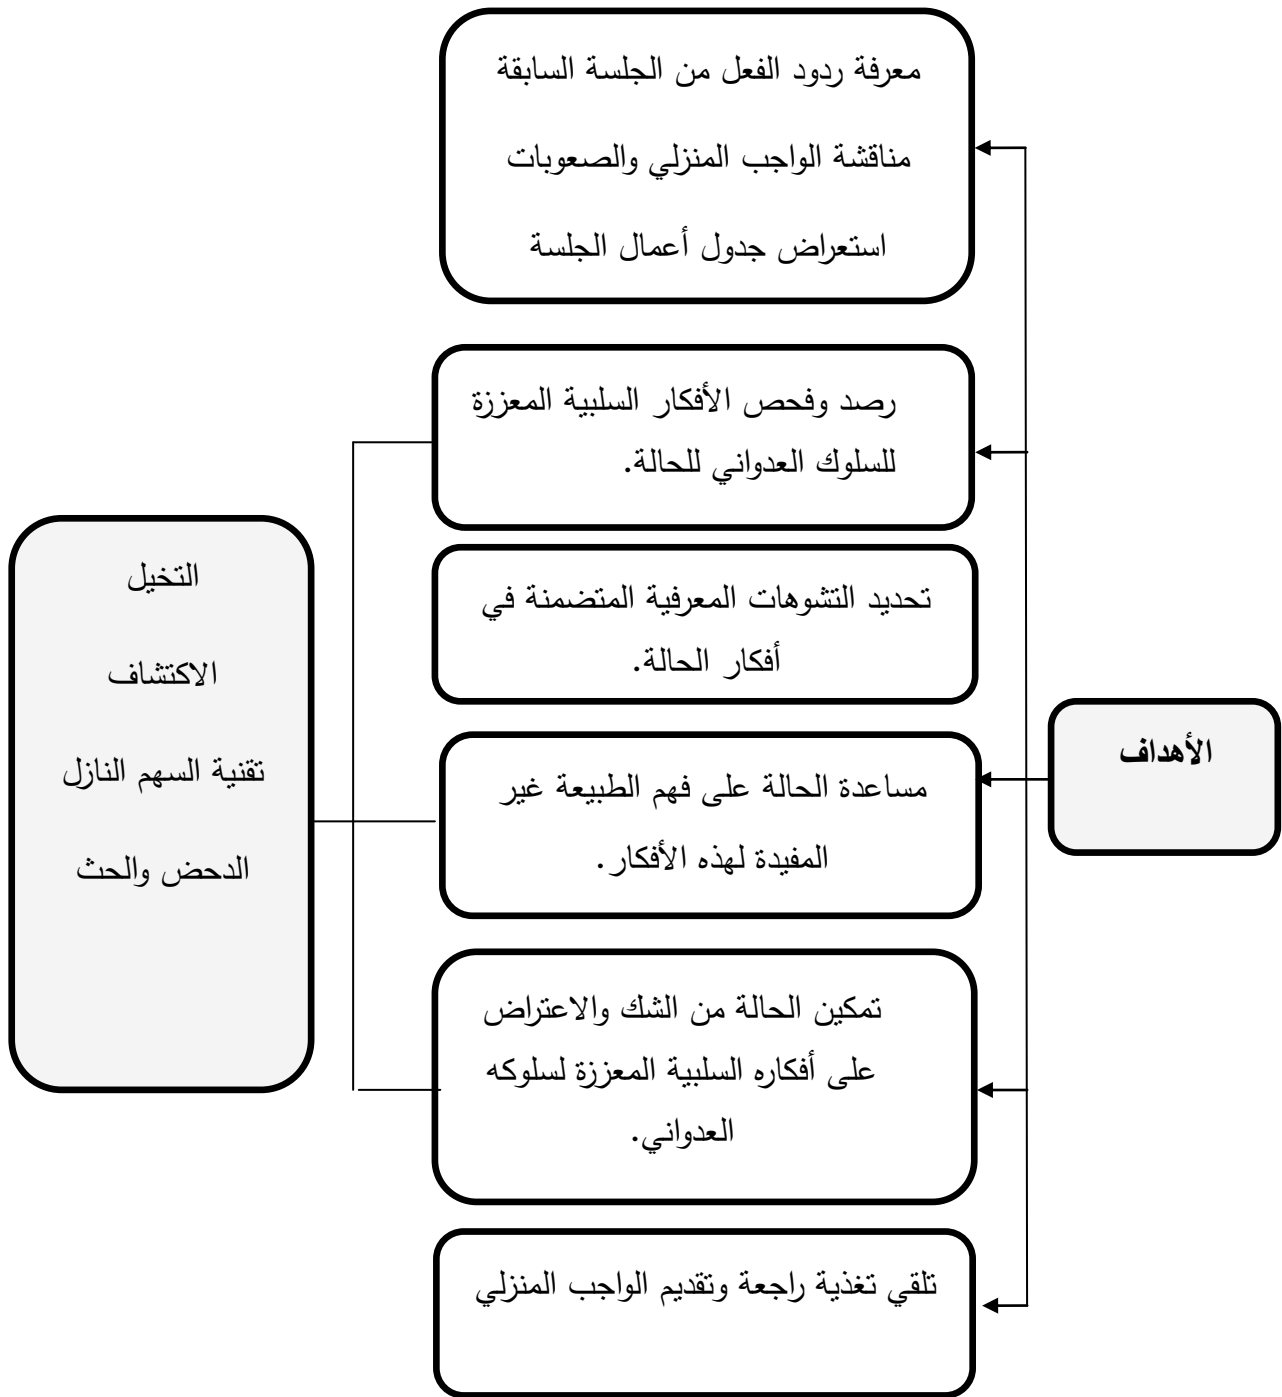 الأهداف
معرفة ردود الفعل من الجلسة السابقة
مناقشة الواجب المنزلي والصعوبات
استعراض جدول أعمال الجلسة
رصد وفحص الأفكار السلبية المعززة
للسلوك العدواني للحالة.
تحديد التشوهات المعرفية المتضمنة في
أفكار الحالة.
مساعدة الحالة على فهم الطبيعة غير
المفيدة لهذه الأفكار.
تمكين الحالة من الشك والاعتراض
على أفكاره السلبية المعززة لسلوكه
العدواني.
تلقي تغذية راجعة وتقديم الواجب المنزلي
التخيل
الاكتشاف
تقنية السهم النازل
الدحض والحث